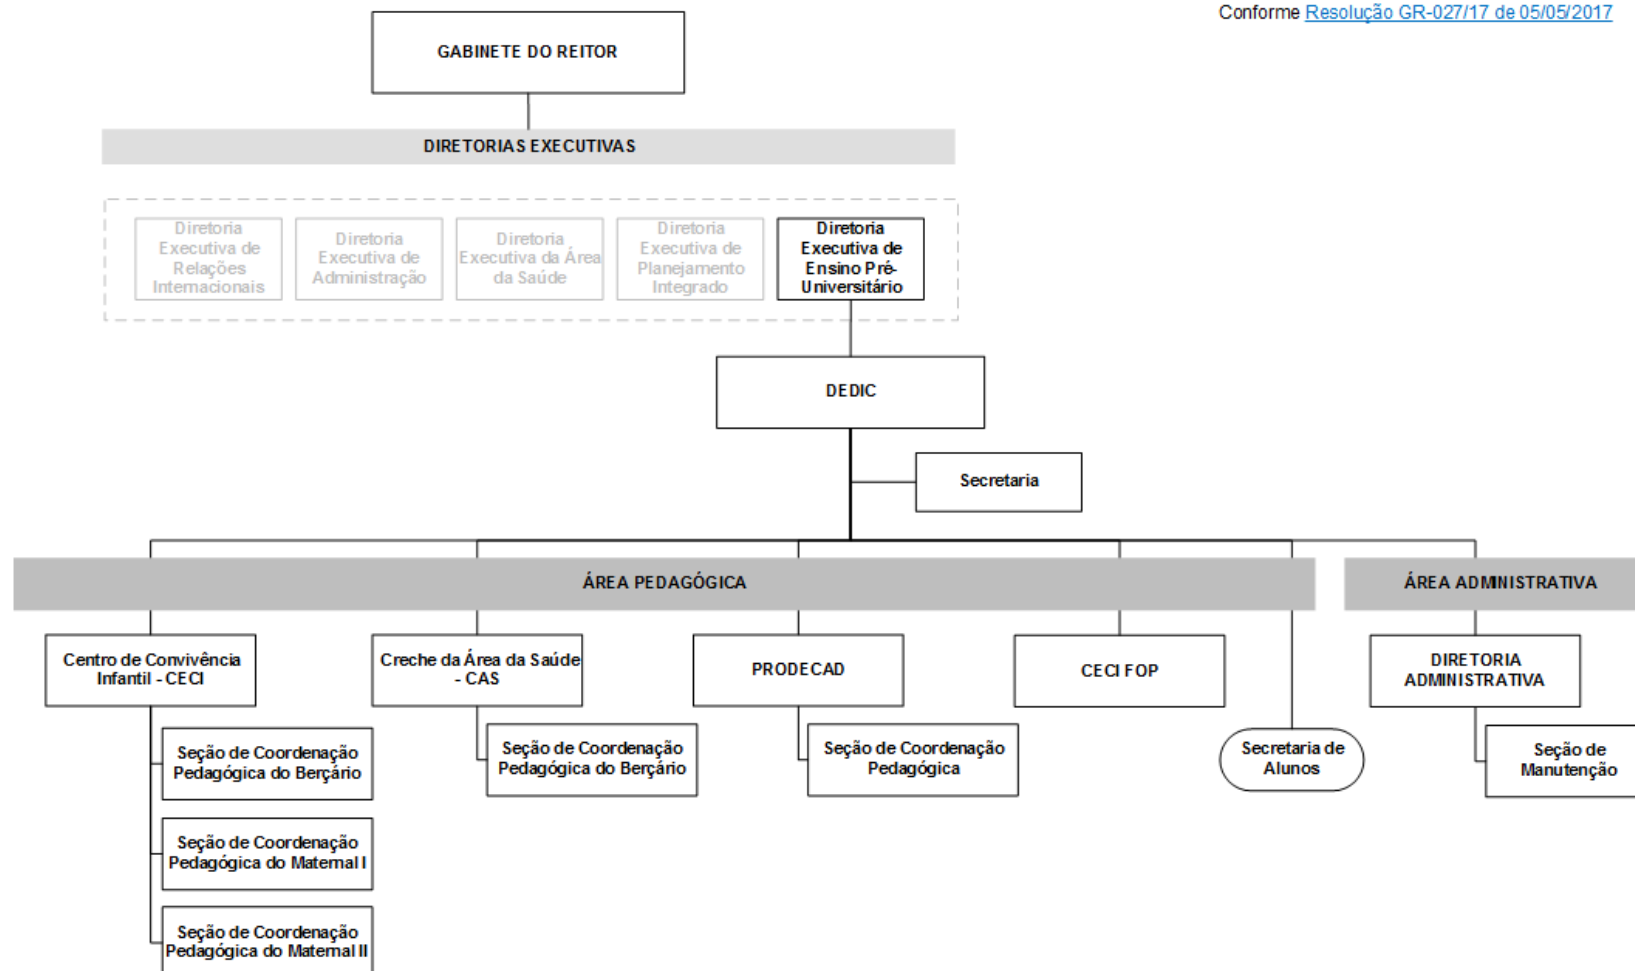 Conforme Resolução GR-027/17 de 05/05/2017
GABINETE DO REITOR
DIRETORIAS EXECUTIVAS
Diretoria
Executiva de
Relações
Internacionais
Diretoria
Executiva de
Administração
Diretoria
Executiva da Área
da Saúde
Diretoria
Executiva de
Planejamento
Integrado
Diretoria
Executiva de
Ensino Pré-
Universitário
DEDIC
Secretaria
ÁREA PEDAGÓGICA
ÁREA ADMINISTRATIVA
Centro de Convivência
Infantil - CECI
Creche da Área da Saúde
- CAS
PRODECAD
CECI FOP
DIRETORIA
ADMINISTRATIVA
Seção de Coordenação
Pedagógica do Berçário
Seção de Coordenação
Pedagógica do Berçário
Seção de Coordenação
Pedagógica
Secretaria de
Alunos
Seção de
Manutenção
Seção de Coordenação
Pedagógica do Maternal I
Seção de Coordenação
Pedagógica do Maternal II